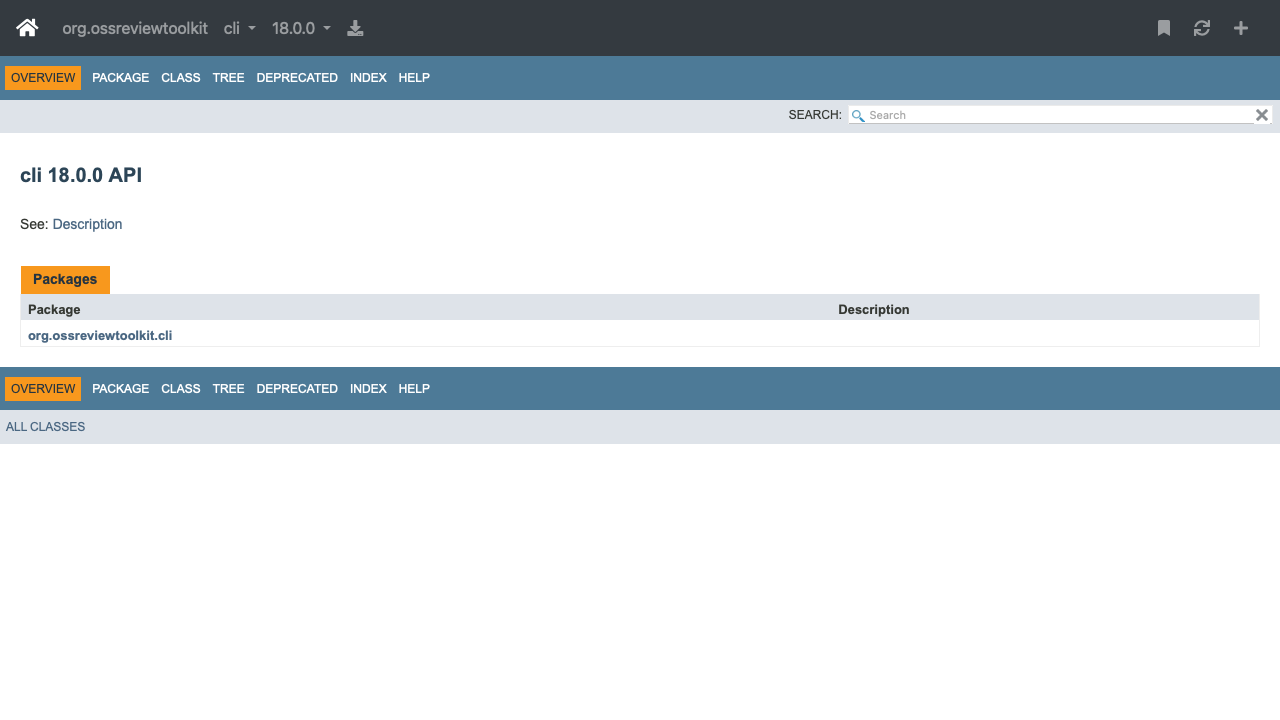 org.ossreviewtoolkit cli 18.0.0
OVERVIEW PACKAGE CLASS TREE DEPRECATED INDEX HELP
SEARCH: Search
cli 18.0.0 API
See: Description
Packages
Package Description
org.ossreviewtoolkit.cli
OVERVIEW PACKAGE CLASS TREE DEPRECATED INDEX HELP
ALL CLASSES